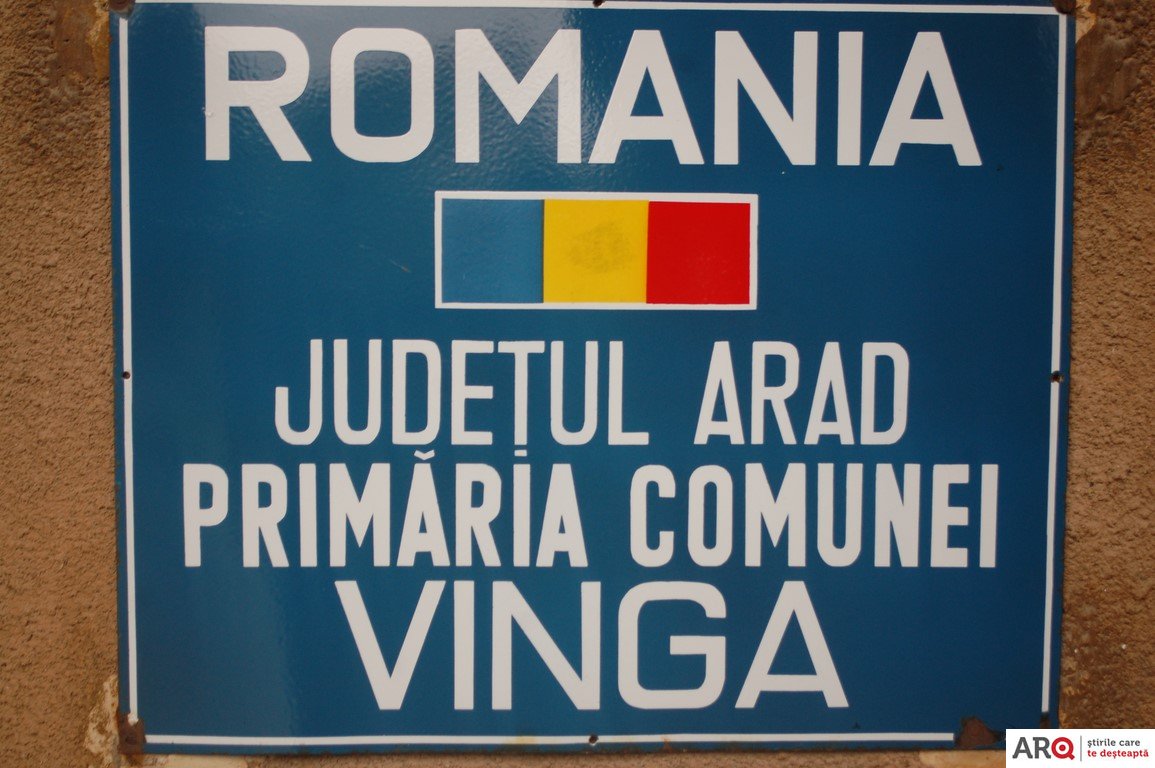 ROMANIA
JUDEȚUL ARAD
PRIMĂRIA COMUNEI
VINGA
ARQ
știrile care
te deșteaptă